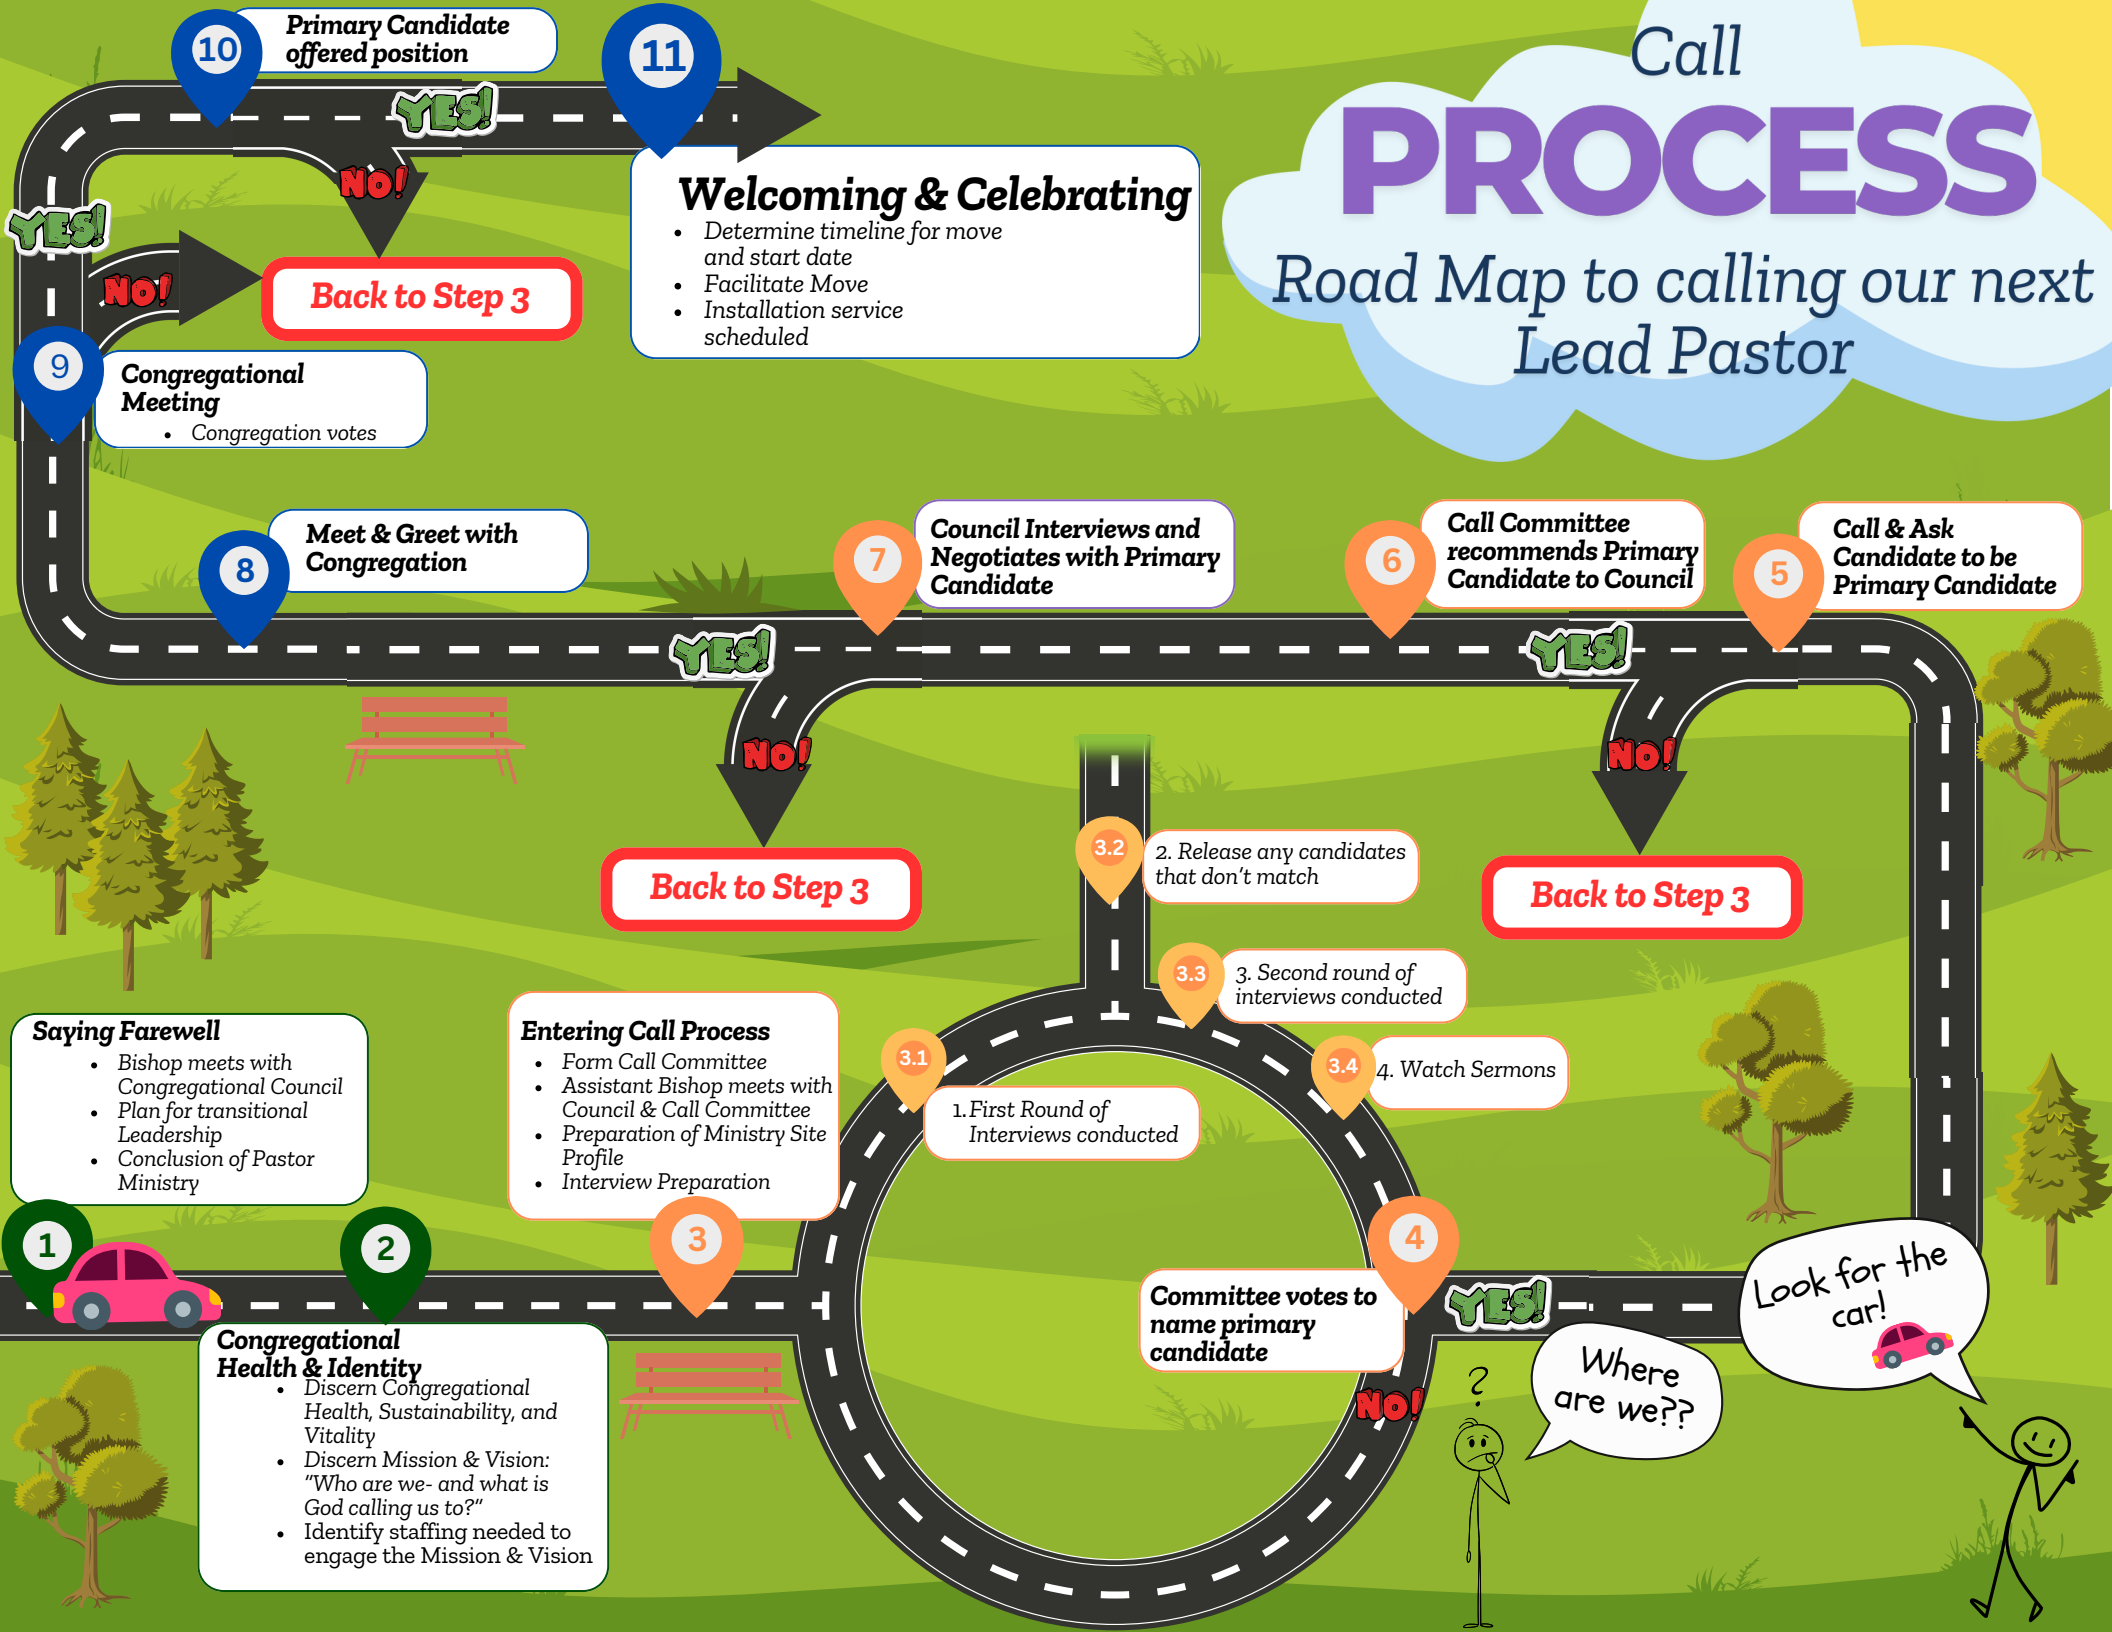 Call
PROCESS
Road Map to calling our next
Lead Pastor
10
Primary Candidate
offered position
11
YES!
NO!
Back to Step 3
Welcoming & Celebrating
• Determine timeline for move
and start date
• Facilitate Move
• Installation service
scheduled
YES!
NO!
9
Congregational
Meeting
• Congregation votes
8
Meet & Greet with
Congregation
7
Council Interviews and
Negotiates with Primary
Candidate
6
Call Committee
recommends Primary
Candidate to Council
5
Call & Ask
Candidate to be
Primary Candidate
YES!
NO!
Back to Step 3
YES!
NO!
Back to Step 3
3.2
2. Release any candidates
that don't match
3.3
3. Second round of
interviews conducted
3.1
1. First Round of
Interviews conducted
3.4
4. Watch Sermons
Saying Farewell
• Bishop meets with
Congregational Council
• Plan for transitional
Leadership
• Conclusion of Pastor
Ministry
1
2
Entering Call Process
• Form Call Committee
• Assistant Bishop meets with
Council & Call Committee
• Preparation of Ministry Site
Profile
• Interview Preparation
3
Congregational
Health & Identity
• Discern Congregational
Health, Sustainability, and
Vitality
• Discern Mission & Vision:
"Who are we- and what is
God calling us to?"
• Identify staffing needed to
engage the Mission & Vision
4
Committee votes to
name primary
candidate
YES!
NO!
?
Where
are we??
Look for the
car!